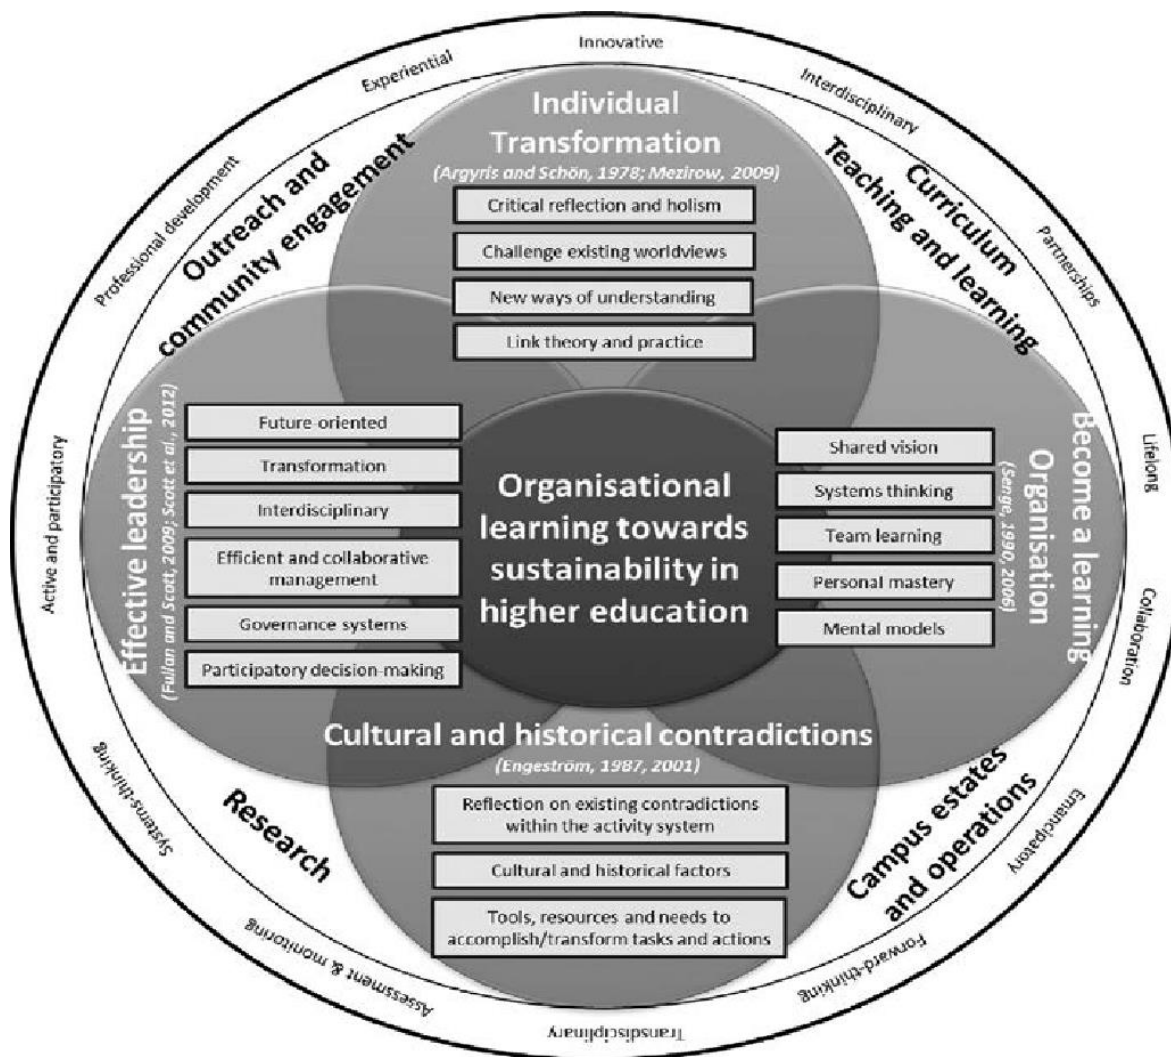 Innovative
Experiential
Interdisciplinary
Professional development
Partnerships
Active and participatory
Lifelong
Collaboration
Systems-thinking
Emancipatory
Assessment & monitoring
Forward-thinking
Transdisciplinary
Outreach and
community engagement
Curriculum
Teaching and learning
Individual
Transformation
(Argyris and Schön, 1978; Mezirow, 2009)
Critical reflection and holism
Challenge existing worldviews
New ways of understanding
Link theory and practice
Effective leadership
(Fullan and Scott, 2009; Scott et al., 2012)
Future-oriented
Transformation
Interdisciplinary
Efficient and collaborative
management
Governance systems
Participatory decision-making
Organisational
learning towards
sustainability in
higher education
Become a learning
Organisation
(Senge, 1990, 2006)
Shared vision
Systems thinking
Team learning
Personal mastery
Mental models
Cultural and historical contradictions
(Engeström, 1987, 2001)
Reflection on existing contradictions
within the activity system
Cultural and historical factors
Tools, resources and needs to
accomplish/transform tasks and actions
Research
Campus estates
and operations